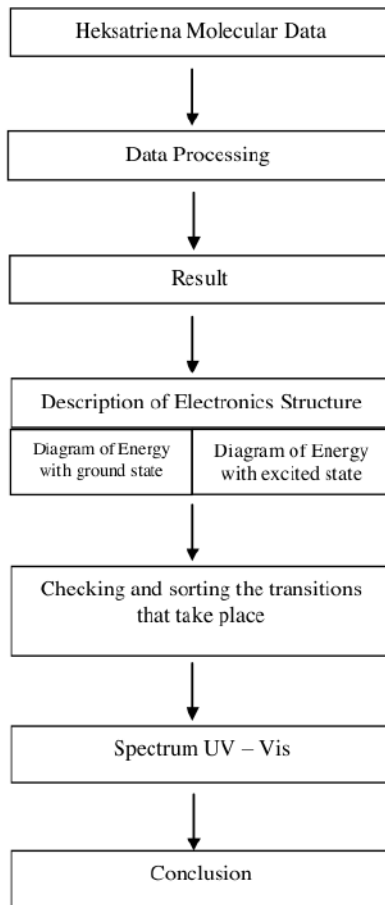 Heksatriena Molecular Data
Data Processing
Result
Description of Electronics Structure
Diagram of Energy
with ground state
Diagram of Energy
with excited state
Checking and sorting the transitions
that take place
Spectrum UV – Vis
Conclusion